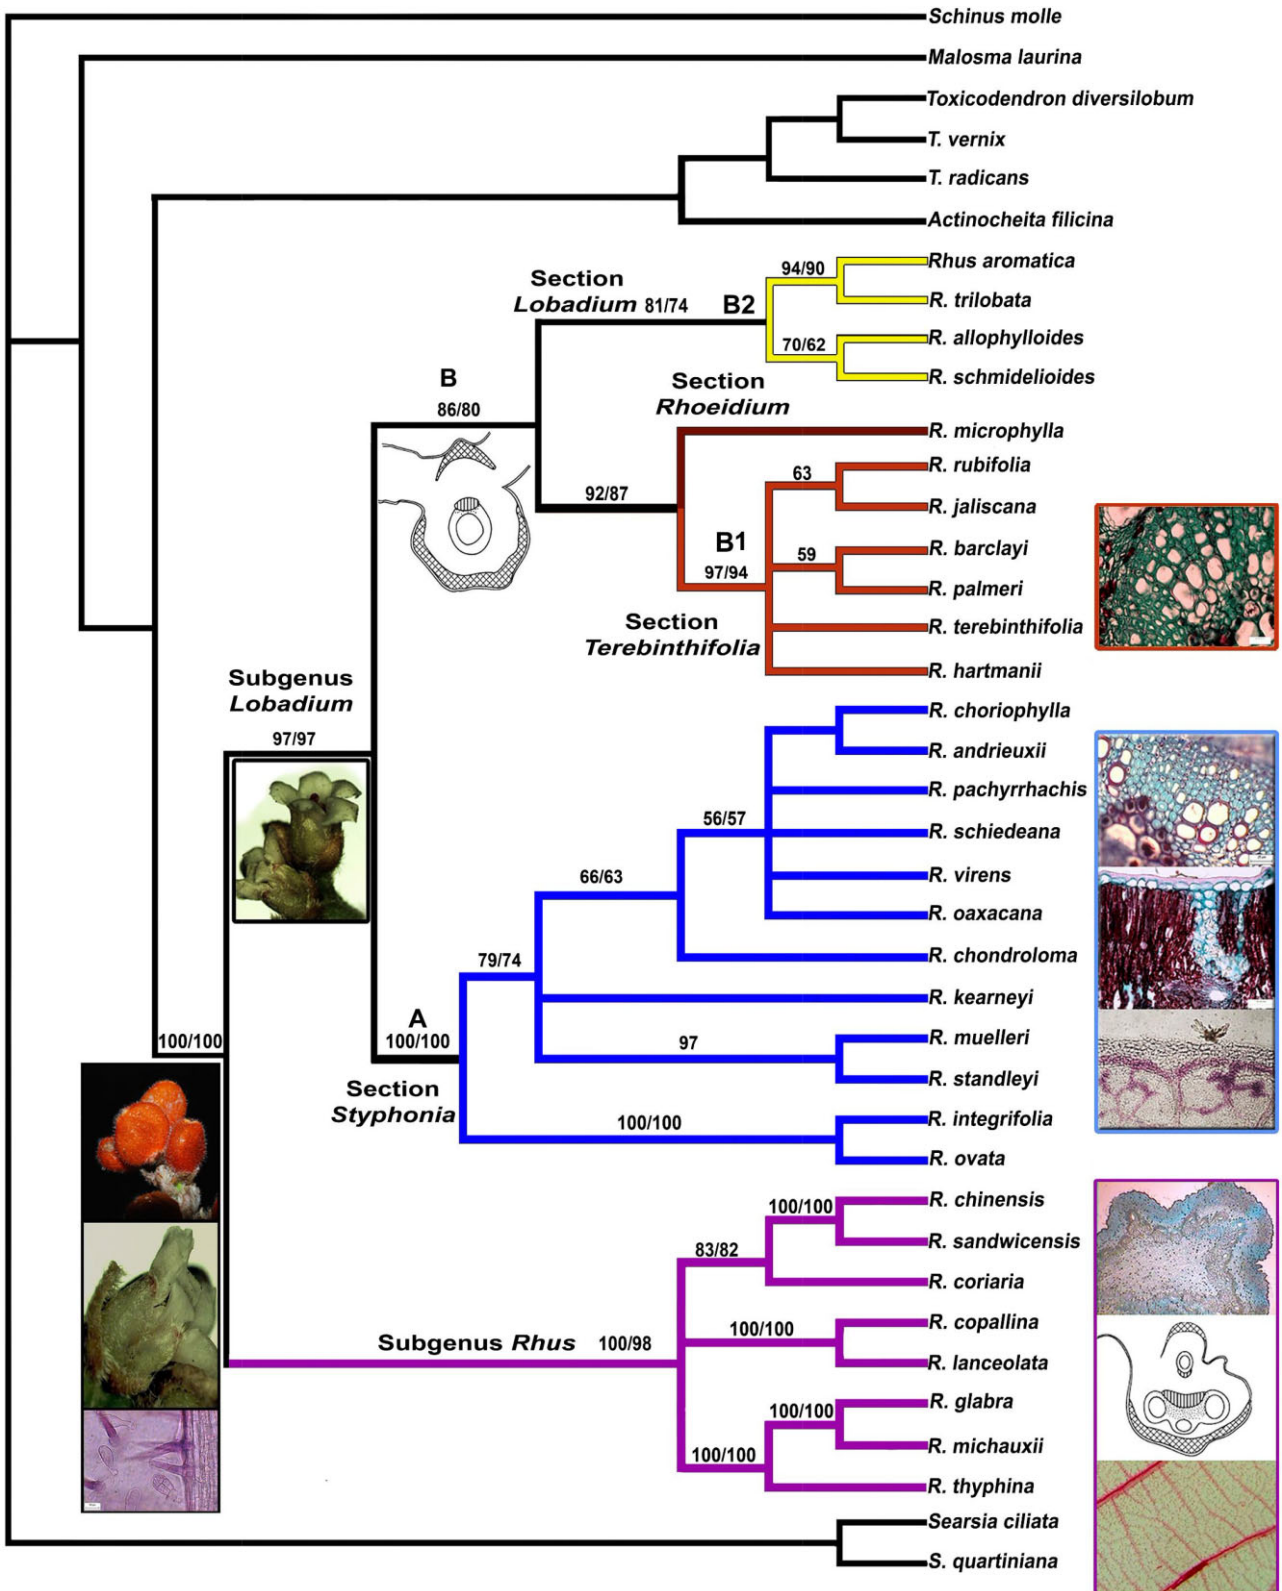 Schinus molle
Malosma laurina
Toxicodendron diversilobum
T. vernix
T. radicans
Actinocheita filicina
Rhus aromatica
94/90
Section
Lobadium 81/74
B2
R. trilobata
R. allophylloides
70/62
R. schmidelioides
B
86/80
Section
Rhoeidium
R. microphylla
R. rubifolia
63
92/87
R. jaliscana
B1
97/94
R. barclayi
59
R. palmeri
Section
Terebinthifolia
R. terebinthifolia
R. hartmanii
Subgenus
Lobadium
97/97
R. choriophylla
R. andrieuxii
R. pachyrrhachis
56/57
R. schiedeana
66/63
R. virens
R. oaxacana
79/74
R. chondroloma
R. kearneyi
A
100/100
100/100
97
R. muelleri
R. standleyi
Section
Styphonia
100/100
R. integrifolia
R. ovata
R. chinensis
100/100
83/82
R. sandwicensis
R. coriaria
R. copallina
100/100
Subgenus Rhus 100/98
R. lanceolata
R. glabra
100/100
R. michauxii
100/100
R. thyphina
Searsia ciliata
S. quartiniana